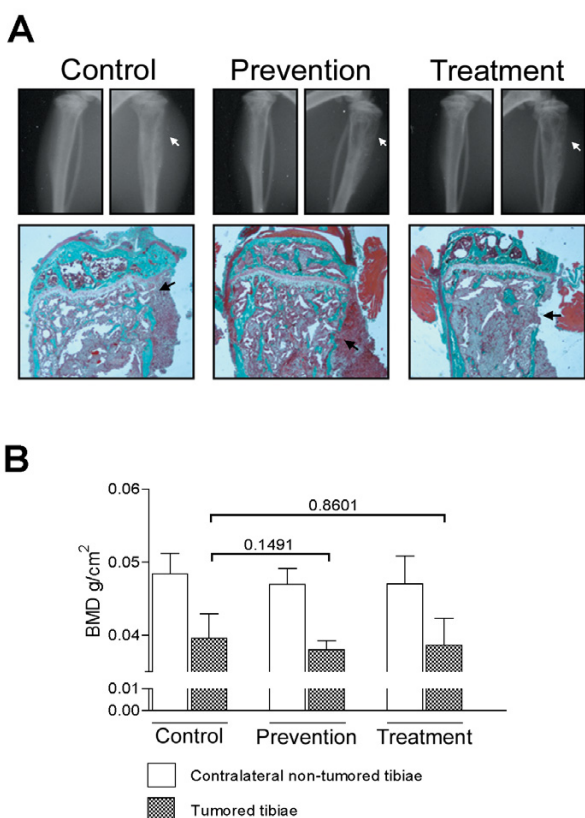 A
Control Prevention Treatment
B
0.06
0.05
0.04
0.01
0.00
BMD g/cm²
0.8601
0.1491
Control Prevention Treatment
Contralateral non-tumored tibiae
Tumored tibiae